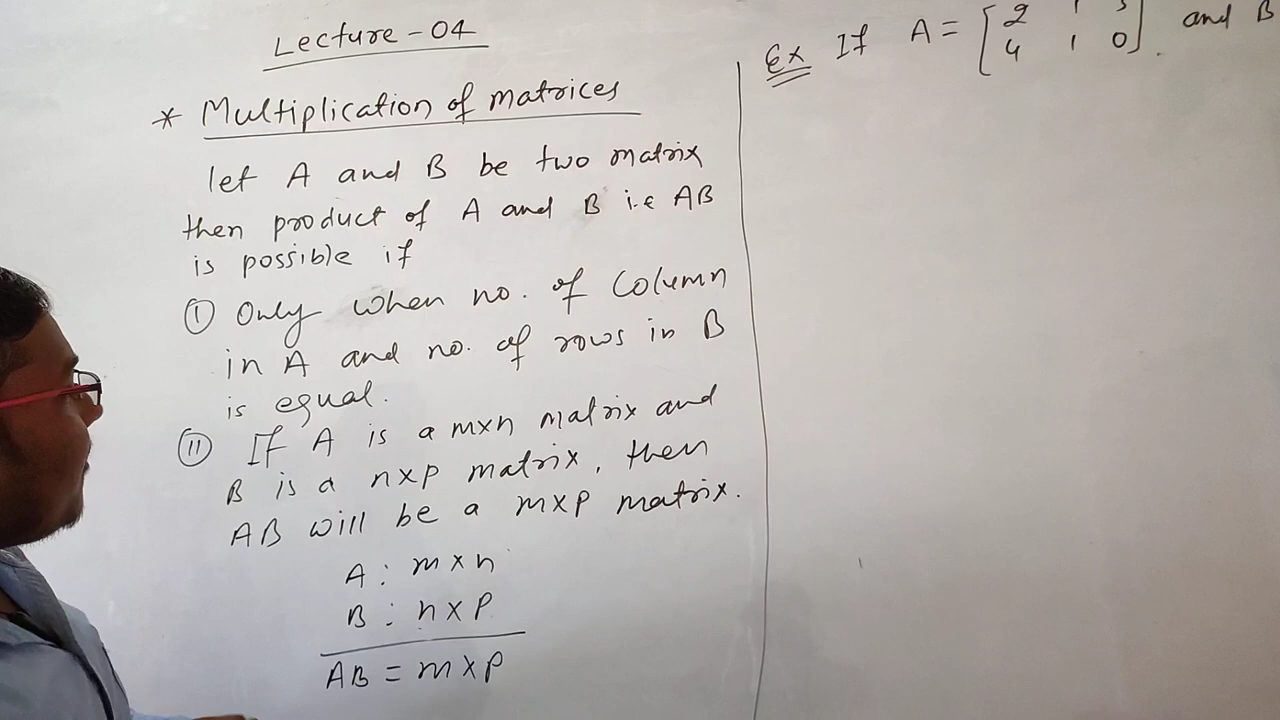 Lecture - 04
* Multiplication of matrices
let A and B be two matrix
then product of A and B i.e AB
is possible if
(I) Only when no. of Column
in A and no. of rows in B
is equal.
(II) If A is a m×n matrix and
B is a n×p matrix, then
AB will be a m×p matrix.
A : m×n
B : n×p
AB = m×p
Ex If A = [ 2 and B
4 1 0 ]